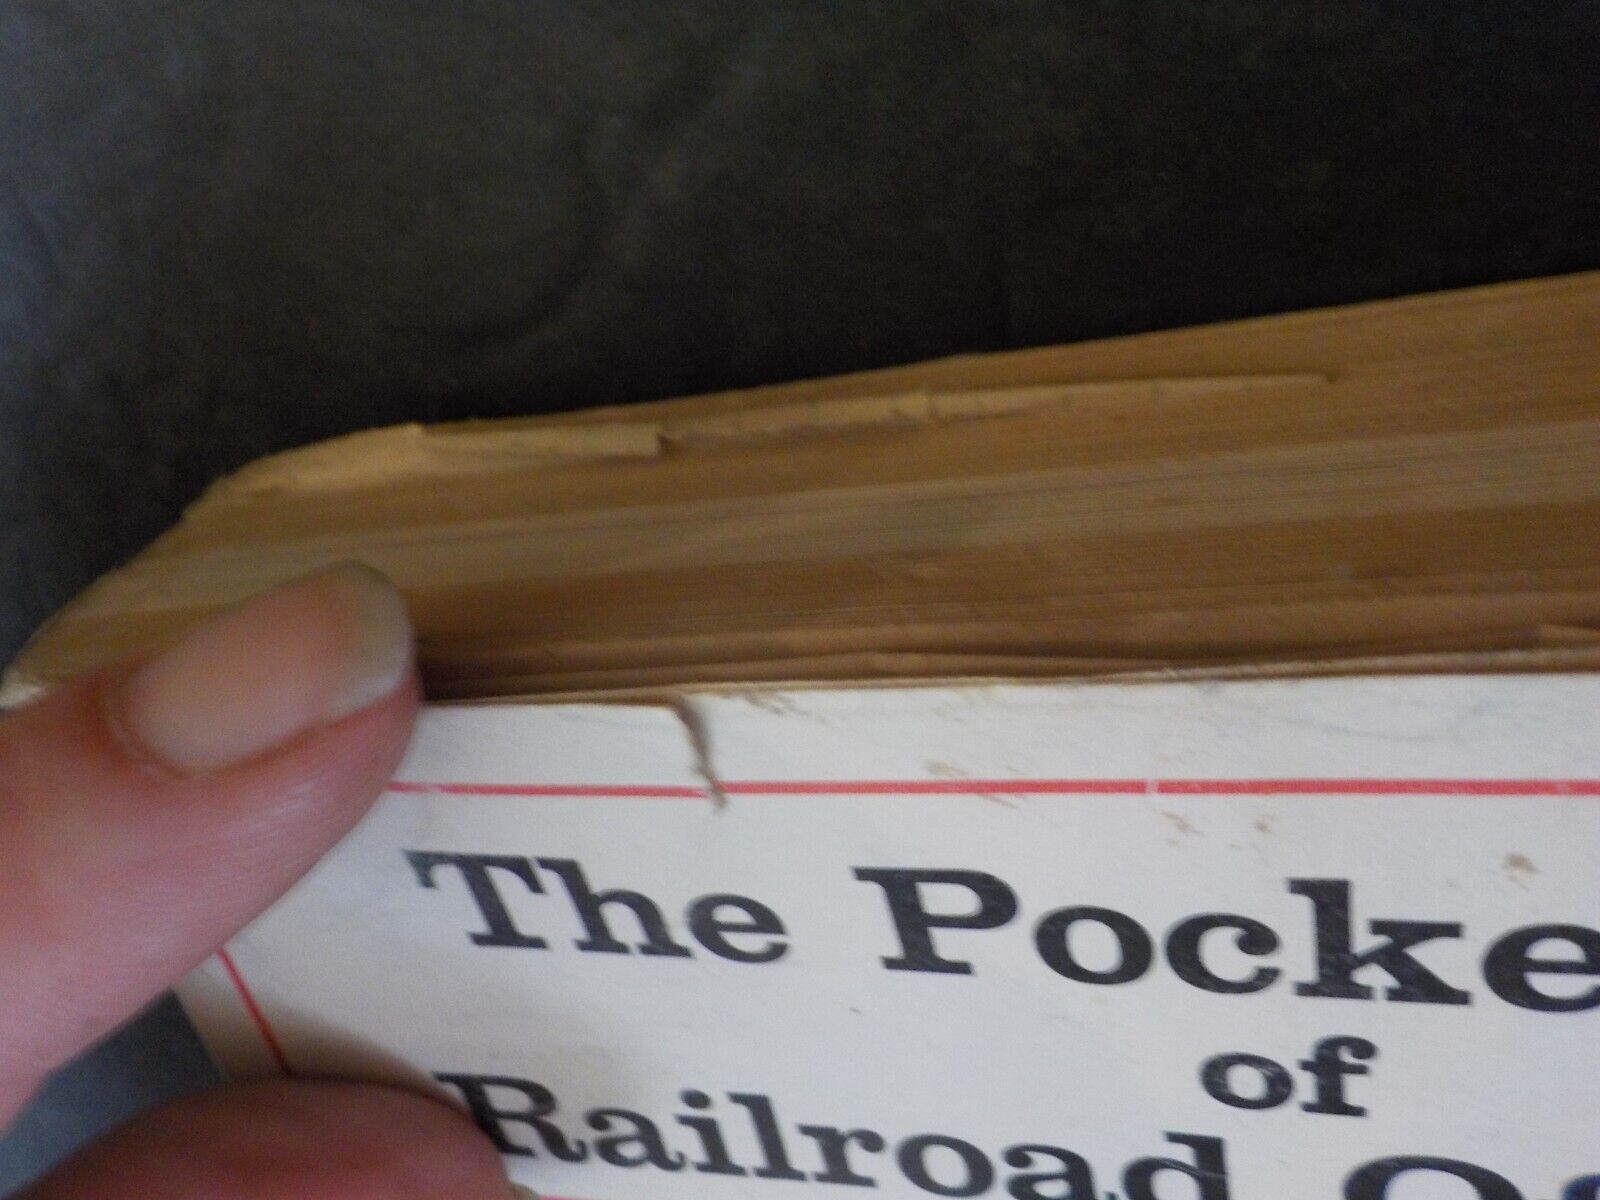 The Pocke
of
Railroad O